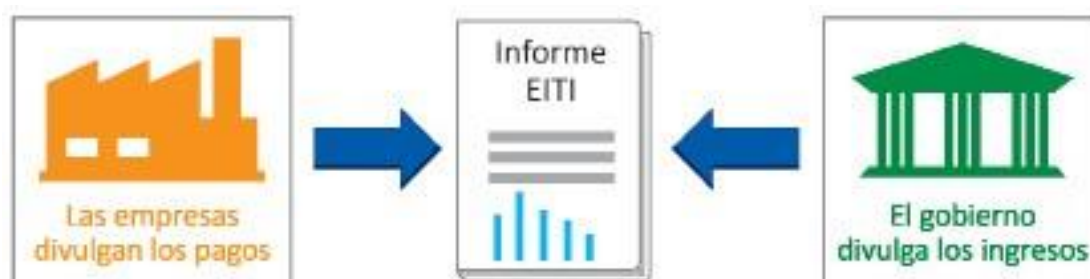 Las empresas
divulgan los pagos
Informe
EITI
El gobierno
divulga los ingresos